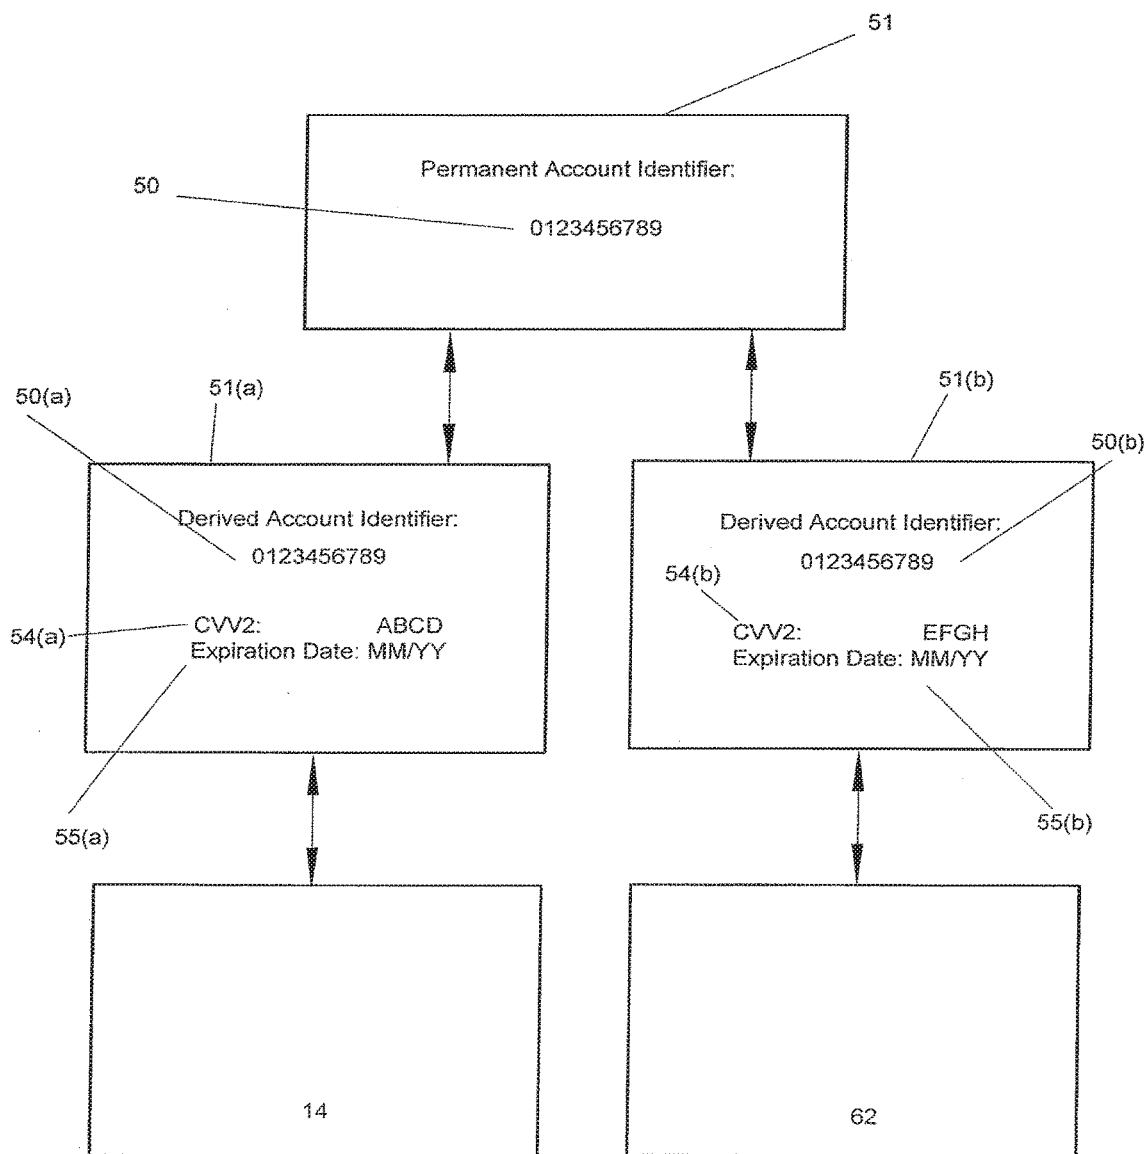 51
Permanent Account Identifier:
50
0123456789
51(a)
51(b)
50(a)
50(b)
Derived Account Identifier:
0123456789
54(a)
CVV2: ABCD
Expiration Date: MM/YY
55(a)
Derived Account Identifier:
0123456789
54(b)
CVV2: EFGH
Expiration Date: MM/YY
55(b)
14
62